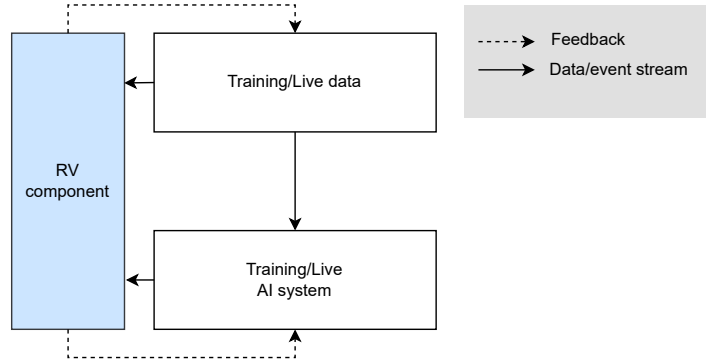 Feedback
Training/Live data
Data/event stream
RV
component
Training/Live
AI system